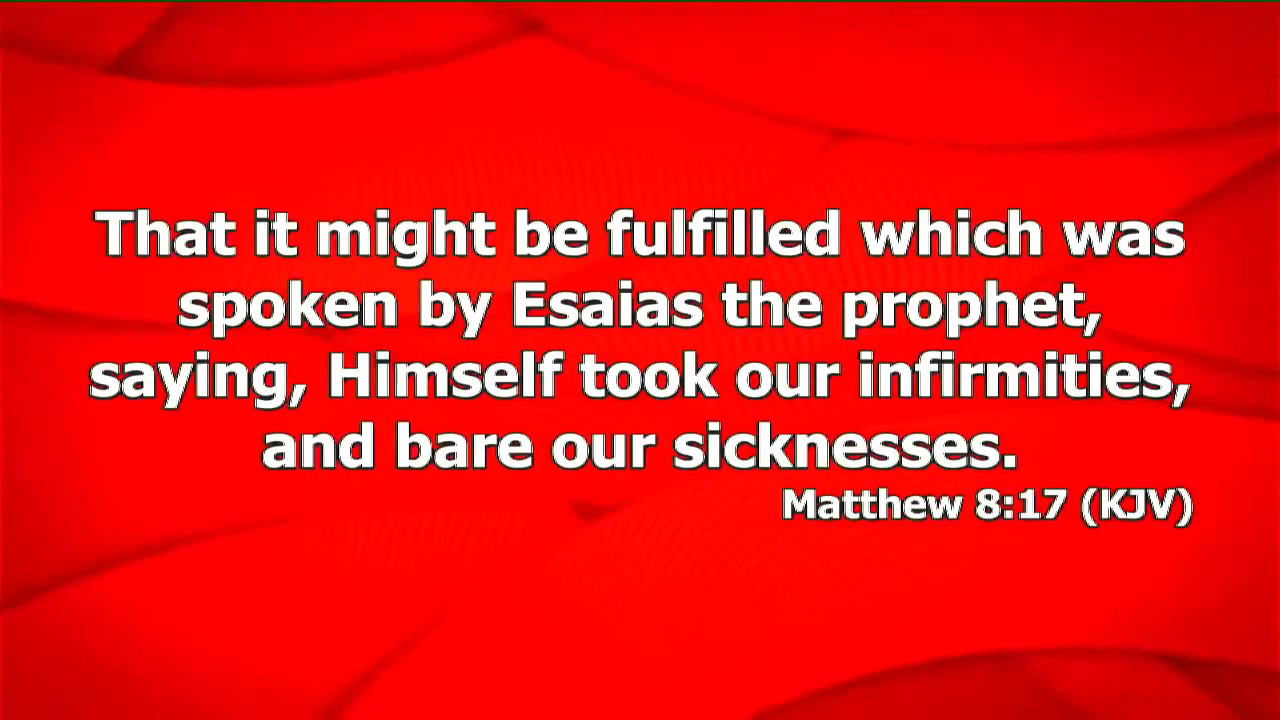 That it might be fulfilled which was
spoken by Esaias the prophet,
saying, Himself took our infirmities,
and bare our sicknesses.
Matthew 8:17 (KJV)